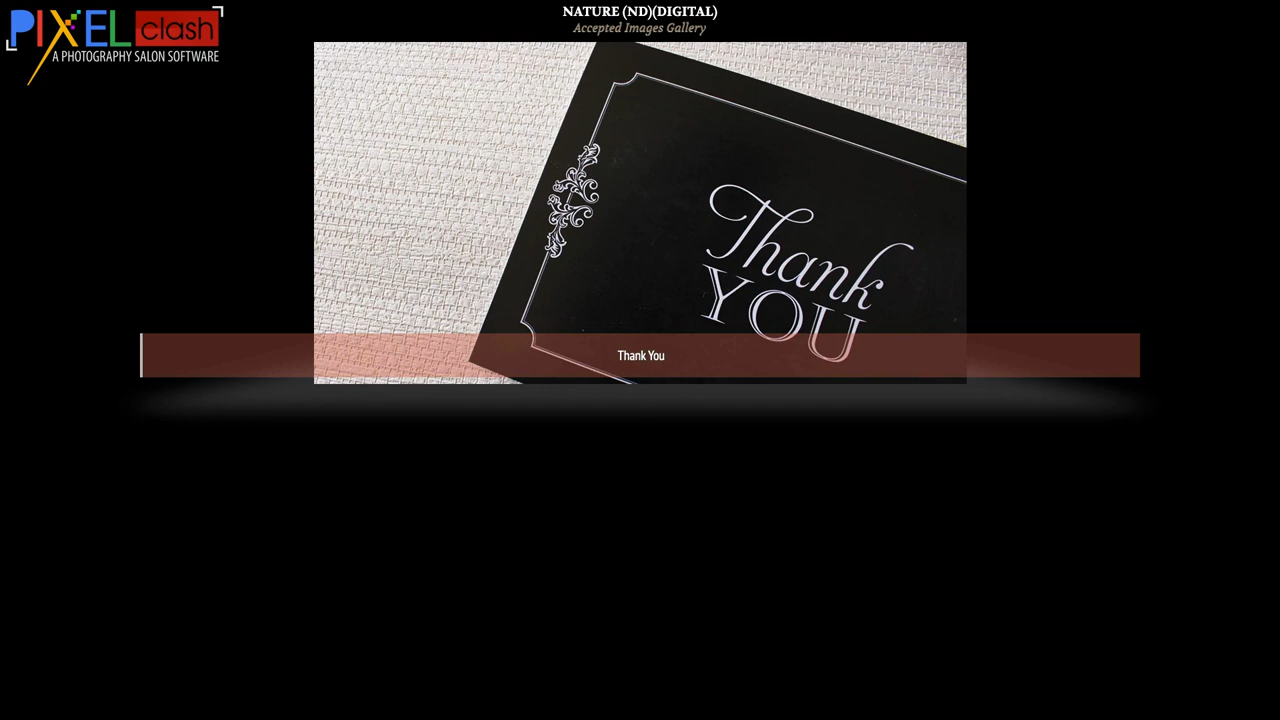 PIXEL clash
A PHOTOGRAPHY SALON SOFTWARE
NATURE (ND)(DIGITAL)
Accepted Images Gallery
Thank
YOU
Thank You